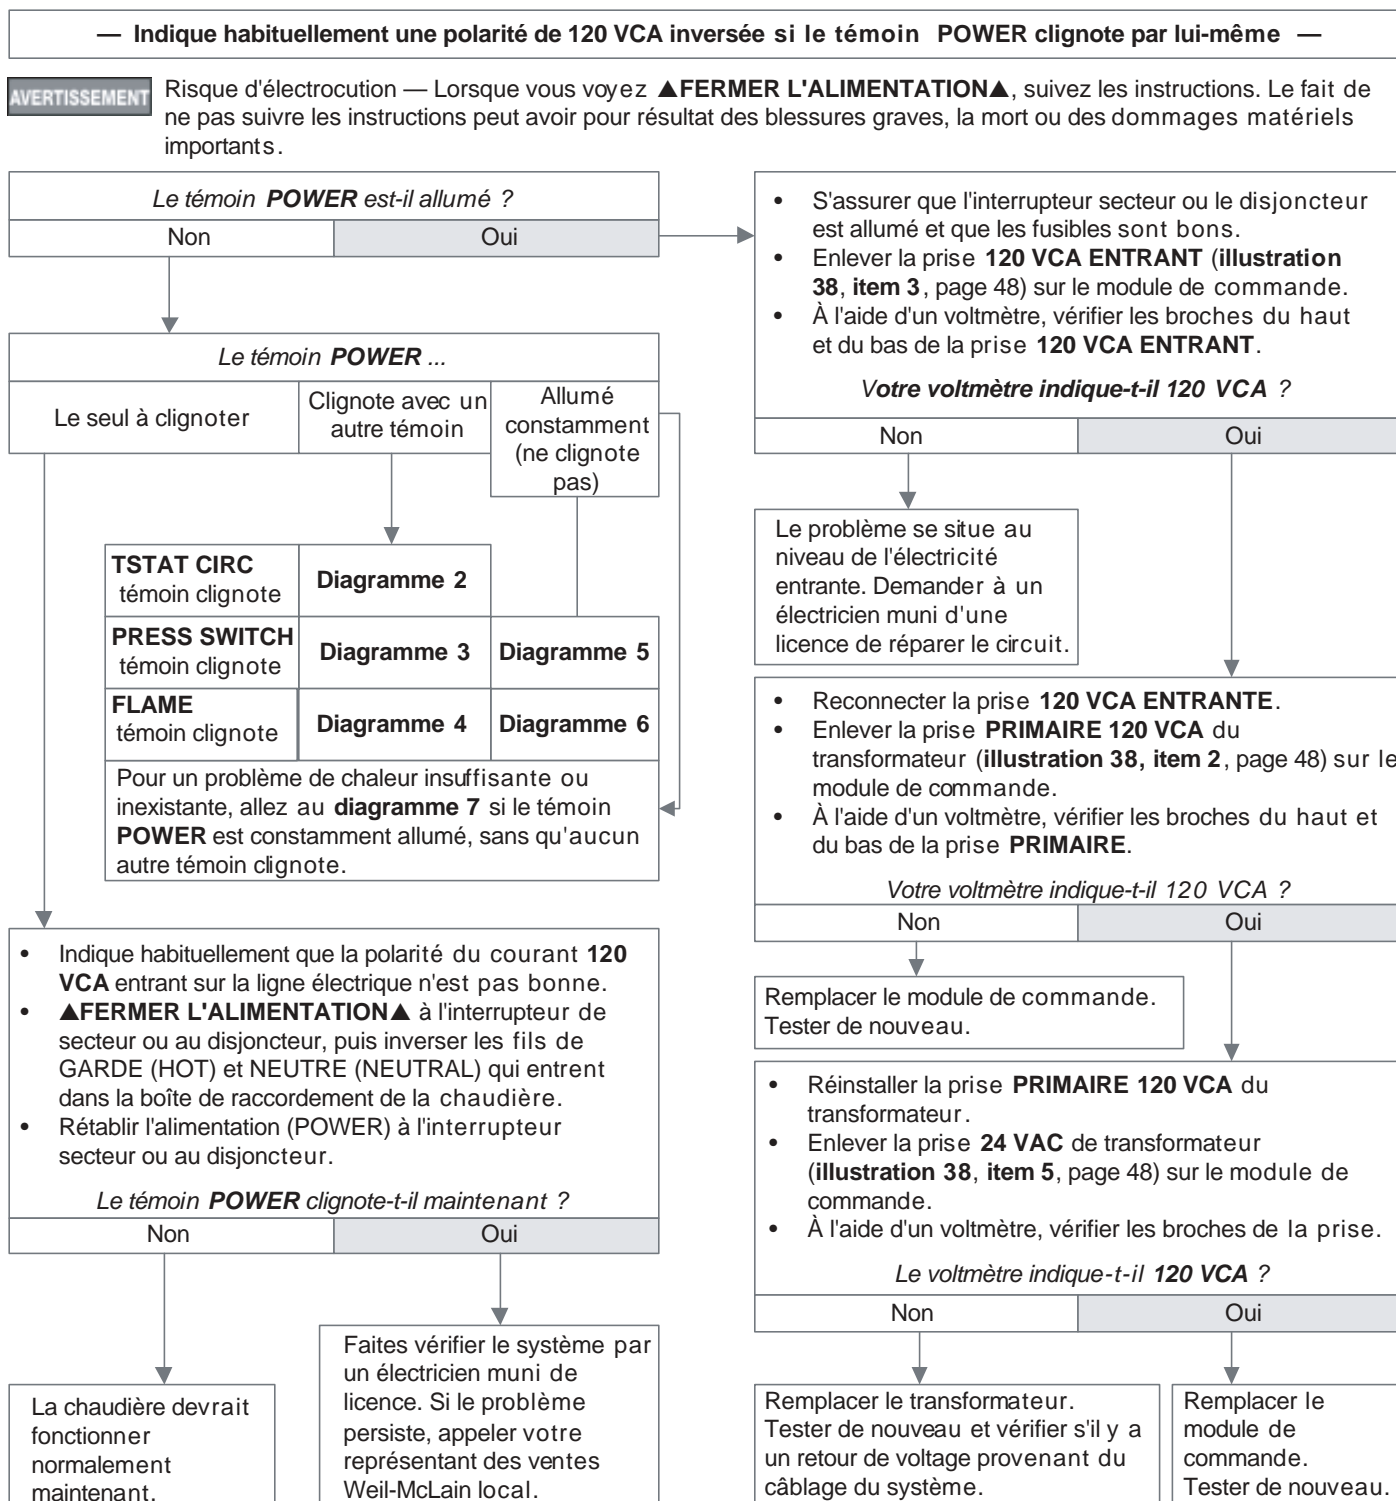 — Indique habituellement une polarité de 120 VCA inversée si le témoin POWER clignote par lui-même —
AVERTISSEMENT
Risque d'électrocution — Lorsque vous voyez ▲FERMER L'ALIMENTATION▲, suivez les instructions. Le fait de
ne pas suivre les instructions peut avoir pour résultat des blessures graves, la mort ou des dommages matériels
importants.
Le témoin POWER est-il allumé ?
Non
Oui
Le témoin POWER ...
Le seul à clignoter
Clignote avec un
autre témoin
Allumé
constamment
(ne clignote
pas)
TSTAT CIRC
témoin clignote
Diagramme 2
PRESS SWITCH
témoin clignote
Diagramme 3
Diagramme 5
FLAME
témoin clignote
Diagramme 4
Diagramme 6
Pour un problème de chaleur insuffisante ou
inexistante, allez au diagramme 7 si le témoin
POWER est constamment allumé, sans qu'aucun
autre témoin clignote.
• Indique habituellement que la polarité du courant 120
VCA entrant sur la ligne électrique n'est pas bonne.
• ▲FERMER L'ALIMENTATION▲ à l'interrupteur de
secteur ou au disjoncteur, puis inverser les fils de
GARDE (HOT) et NEUTRE (NEUTRAL) qui entrent
dans la boîte de raccordement de la chaudière.
• Rétablir l'alimentation (POWER) à l'interrupteur
secteur ou au disjoncteur.
Le témoin POWER clignote-t-il maintenant ?
Non
Oui
La chaudière devrait
fonctionner
normalement
maintenant.
Faites vérifier le système par
un électricien muni de
licence. Si le problème
persiste, appeler votre
représentant des ventes
Weil-McLain local.
• S'assurer que l'interrupteur secteur ou le disjoncteur
est allumé et que les fusibles sont bons.
• Enlever la prise 120 VCA ENTRANT (illustration
38, item 3, page 48) sur le module de commande.
• À l'aide d'un voltmètre, vérifier les broches du haut
et du bas de la prise 120 VCA ENTRANT.
Votre voltmètre indique-t-il 120 VCA ?
Non
Oui
Le problème se situe au
niveau de l'électricité
entrante. Demander à un
électricien muni d'une
licence de réparer le circuit.
• Reconnecter la prise 120 VCA ENTRANTE.
• Enlever la prise PRIMAIRE 120 VCA du
transformateur (illustration 38, item 2, page 48) sur le
module de commande.
• À l'aide d'un voltmètre, vérifier les broches du haut et
du bas de la prise PRIMAIRE.
Votre voltmètre indique-t-il 120 VCA ?
Non
Oui
Remplacer le module de commande.
Tester de nouveau.
• Réinstaller la prise PRIMAIRE 120 VCA du
transformateur.
• Enlever la prise 24 VAC de transformateur
(illustration 38, item 5, page 48) sur le module de
commande.
• À l'aide d'un voltmètre, vérifier les broches de la prise.
Le voltmètre indique-t-il 120 VCA ?
Non
Oui
Remplacer le transformateur.
Tester de nouveau et vérifier s'il y a
un retour de voltage provenant du
câblage du système.
Remplacer le
module de
commande.
Tester de nouveau.